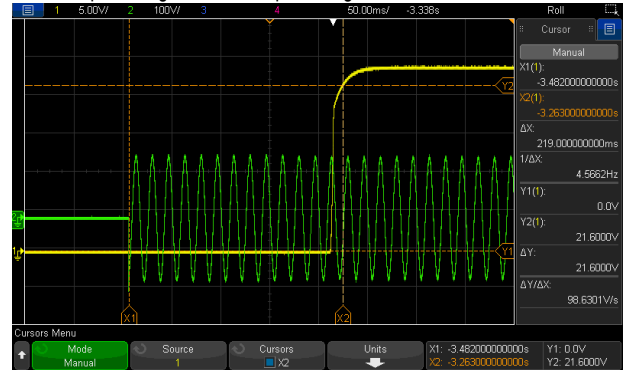 1 5.00V/ 2 100V/ 3 4 50.00ms/ -3.338s Roll
Cursor
Manual
X1(1):
-3.482000000000s
X2(1):
-3.263000000000s
ΔX:
219.000000000ms
1/ΔX:
4.5662Hz
Y1(1):
0.0V
Y2(1):
21.6000V
ΔY:
21.6000V
ΔY/ΔX:
98.6301V/s
Y2
2
1
Y1
X1
X2
Cursors Menu
Mode
Manual
Source
1
Cursors
X2
Units
X1: -3.482000000000s
X2: -3.263000000000s
Y1: 0.0V
Y2: 21.6000V